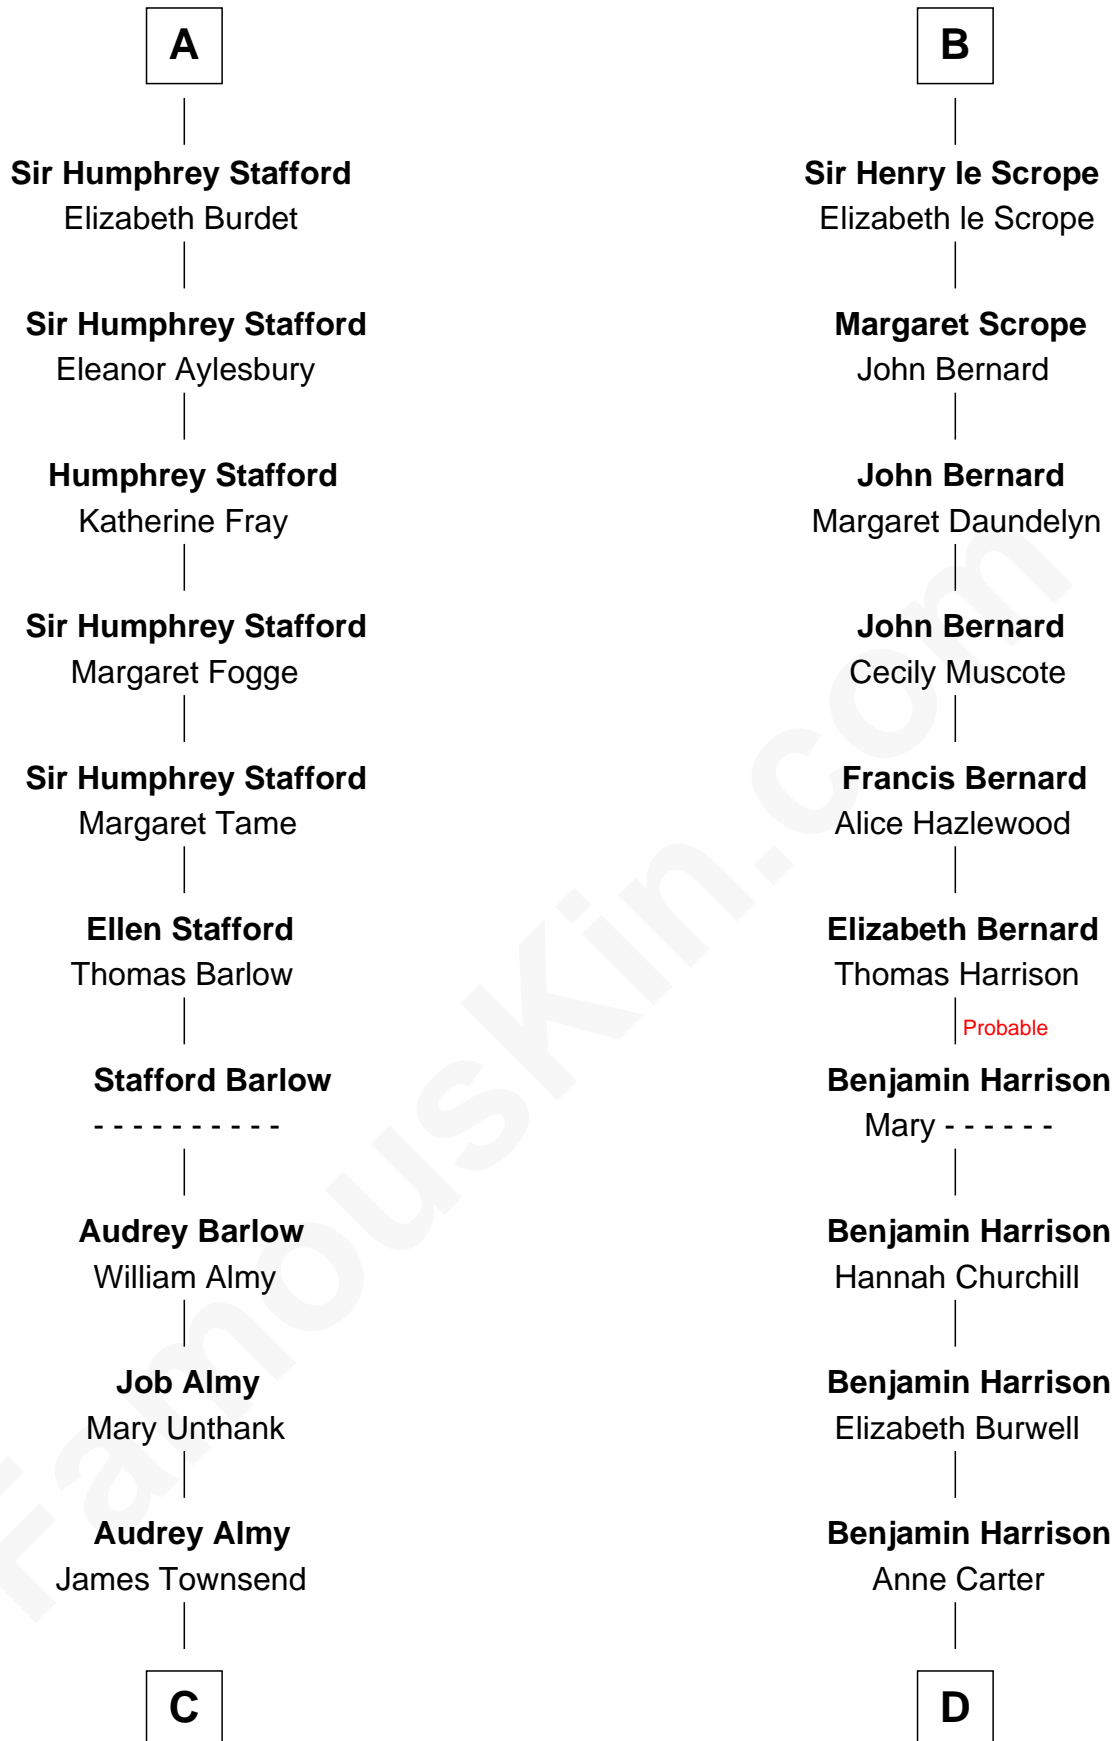 A
Sir Humphrey Stafford
Elizabeth Burdet
Sir Humphrey Stafford
Eleanor Aylesbury
Humphrey Stafford
Katherine Fray
Sir Humphrey Stafford
Margaret Fogge
Sir Humphrey Stafford
Margaret Tame
Ellen Stafford
Thomas Barlow
Stafford Barlow
- - - - - - - - - -
Audrey Barlow
William Almy
Job Almy
Mary Unthank
Audrey Almy
James Townsend
C
B
Sir Henry le Scrope
Elizabeth le Scrope
Margaret Scrope
John Bernard
John Bernard
Margaret Daundelyn
John Bernard
Cecily Muscote
Francis Bernard
Alice Hazlewood
Elizabeth Bernard
Thomas Harrison
Probable
Benjamin Harrison
Mary - - - - - -
Benjamin Harrison
Hannah Churchill
Benjamin Harrison
Elizabeth Burwell
Benjamin Harrison
Anne Carter
D
FamousKin.com